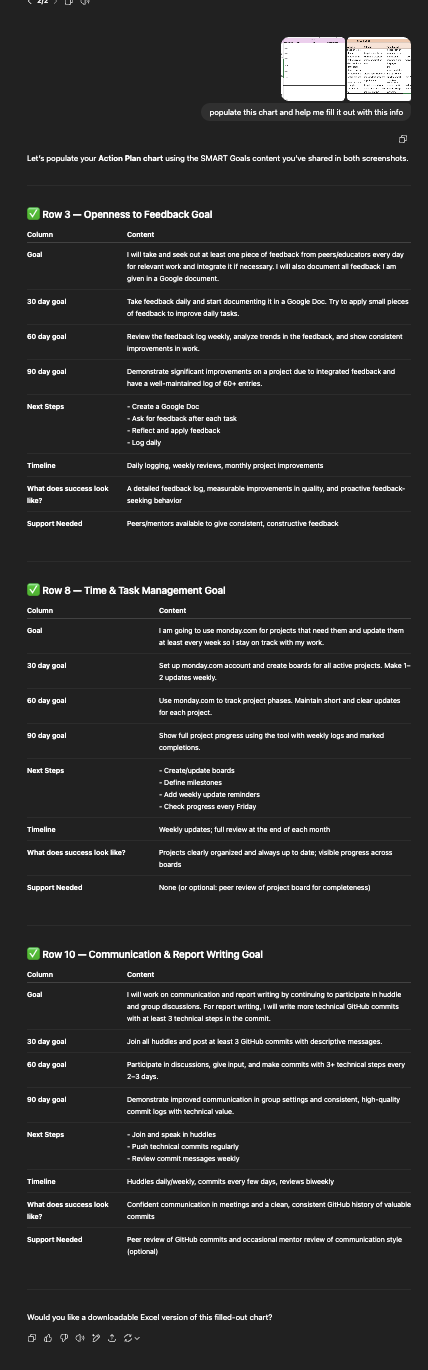 2/2
populate this chart and help me fill it out with this info
Let's populate your Action Plan chart using the SMART Goals content you've shared in both screenshots.
✅ Row 3 — Openness to Feedback Goal
Column Content
Goal I will take and seek out at least one piece of feedback from peers/educators every day
for relevant work and integrate it if necessary. I will also document all feedback I am
given in a Google document.
30 day goal Take feedback daily and start documenting it in a Google Doc. Try to apply small pieces
of feedback to improve daily tasks.
60 day goal Review the feedback log weekly, analyze trends in the feedback, and show consistent
improvements in work.
90 day goal Demonstrate significant improvements on a project due to integrated feedback and
have a well-maintained log of 60+ entries.
Next Steps - Create a Google Doc
- Ask for feedback after each task
- Reflect and apply feedback
- Log daily
Timeline Daily logging, weekly reviews, monthly project improvements
What does success look A detailed feedback log, measurable improvements in quality, and proactive feedback-
like? seeking behavior
Support Needed Peers/mentors available to give consistent, constructive feedback
✅ Row 8 — Time & Task Management Goal
Column Content
Goal I am going to use monday.com for projects that need them and update them
at least every week so I stay on track with my work.
30 day goal Set up monday.com account and create boards for all active projects. Make 1–
2 updates weekly.
60 day goal Use monday.com to track project phases. Maintain short and clear updates
for each project.
90 day goal Show full project progress using the tool with weekly logs and marked
completions.
Next Steps - Create/update boards
- Define milestones
- Add weekly update reminders
- Check progress every Friday
Timeline Weekly updates; full review at the end of each month
What does success look like? Projects clearly organized and always up to date; visible progress across
boards
Support Needed None (or optional: peer review of project board for completeness)
✅ Row 10 — Communication & Report Writing Goal
Column Content
Goal I will work on communication and report writing by continuing to participate in huddle
and group discussions. For report writing, I will write more technical GitHub commits
with at least 3 technical steps in the commit.
30 day goal Join all huddles and post at least 3 GitHub commits with descriptive messages.
60 day goal Participate in discussions, give input, and make commits with 3+ technical steps every
2–3 days.
90 day goal Demonstrate improved communication in group settings and consistent, high-quality
commit logs with technical value.
Next Steps - Join and speak in huddles
- Push technical commits regularly
- Review commit messages weekly
Timeline Huddles daily/weekly, commits every few days, reviews biweekly
What does success look Confident communication in meetings and a clean, consistent GitHub history of valuable
like? commits
Support Needed Peer review of GitHub commits and occasional mentor review of communication style
(optional)
Would you like a downloadable Excel version of this filled-out chart?